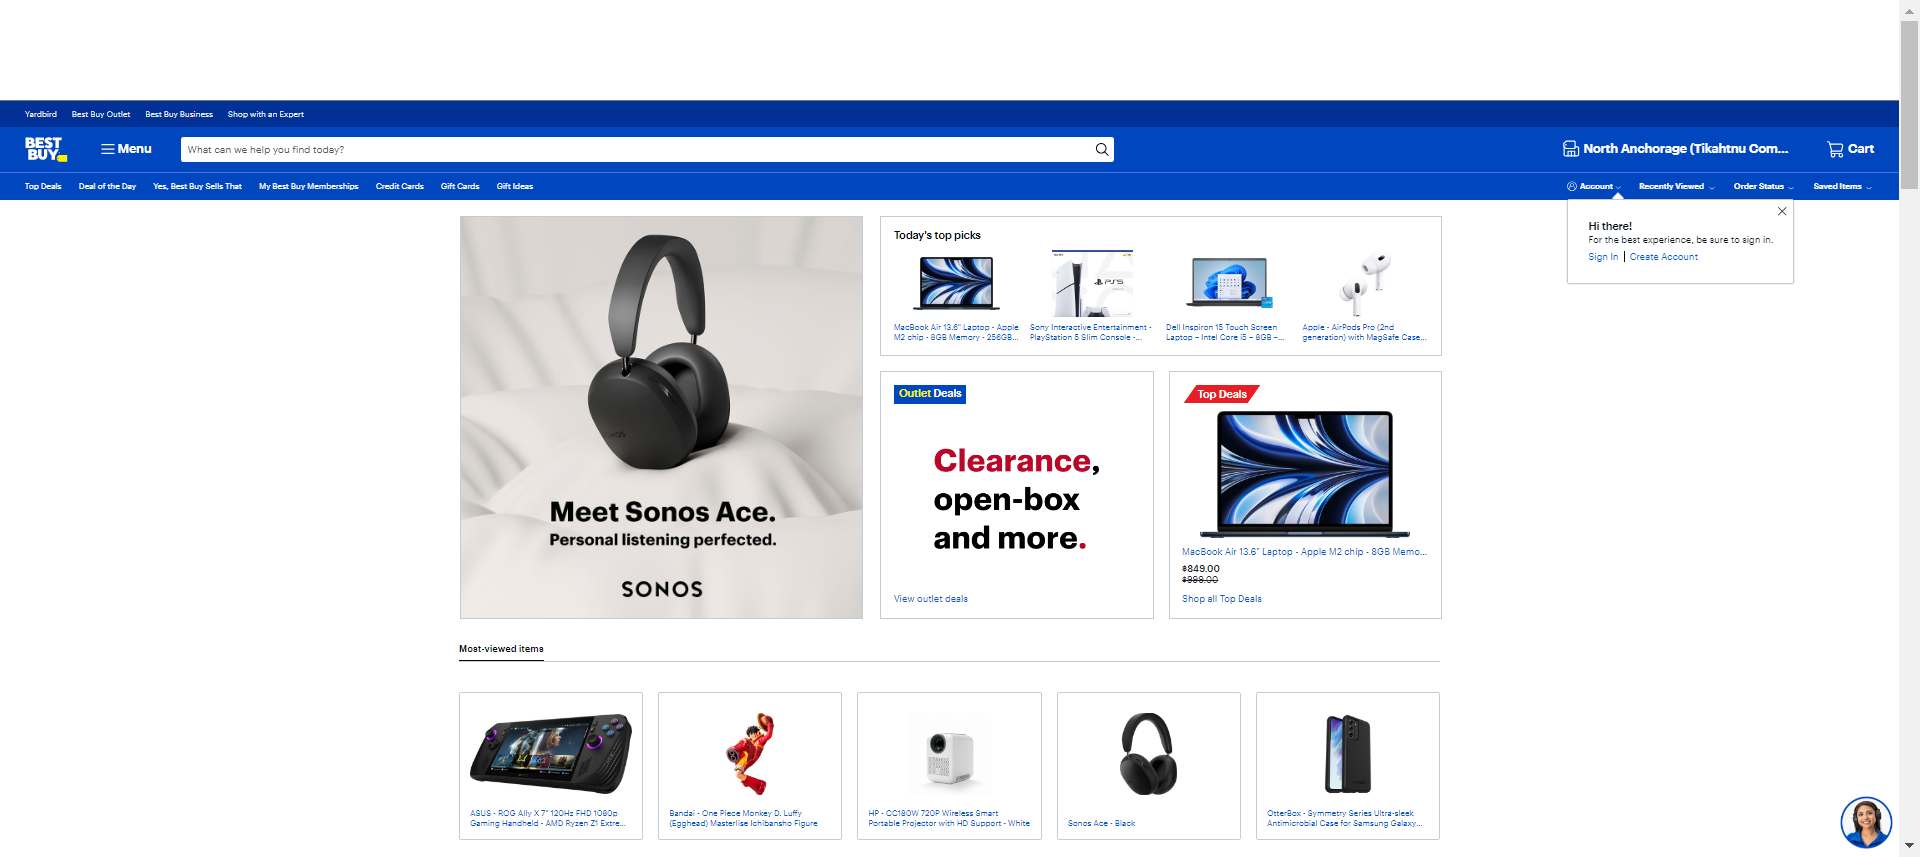 Yardbird Best Buy Outlet Best Buy Business Shop with an Expert
BEST BUY
Menu
What can we help you find today?
North Anchorage (Tikahtnu Com...
Cart
Top Deals Deal of the Day Yes, Best Buy Sells That My Best Buy Memberships Credit Cards Gift Cards Gift Ideas
Account Recently Viewed Order Status Saved Items
Hi there!
For the best experience, be sure to sign in.
Sign In Create Account
SONOS
Meet Sonos Ace.
Personal listening perfected.
SONOS
Today's top picks
PS5
MacBook Air 13.6" Laptop - Apple
M2 chip - 8GB Memory - 256GB...
Sony Interactive Entertainment -
PlayStation 5 Slim Console -...
Dell Inspiron 15 Touch Screen
Laptop – Intel Core i5 – 8GB –...
Apple - AirPods Pro (2nd
generation) with MagSafe Case...
Outlet Deals
Clearance,
open-box
and more.
View outlet deals
Top Deals
MacBook Air 13.6" Laptop - Apple M2 chip - 8GB Memo...
$849.00
$999.00
Shop all Top Deals
Most-viewed items
ASUS - ROG Ally X 7" 120Hz FHD 1080p
Gaming Handheld - AMD Ryzen Z1 Extre...
Bandai - One Piece Monkey D. Luffy
(Egghead) Masterlise Ichibansho Figure
HP - CC180W 720P Wireless Smart
Portable Projector with HD Support - White
Sonos Ace - Black
OtterBox - Symmetry Series Ultra-sleek
Antimicrobial Case for Samsung Galaxy...